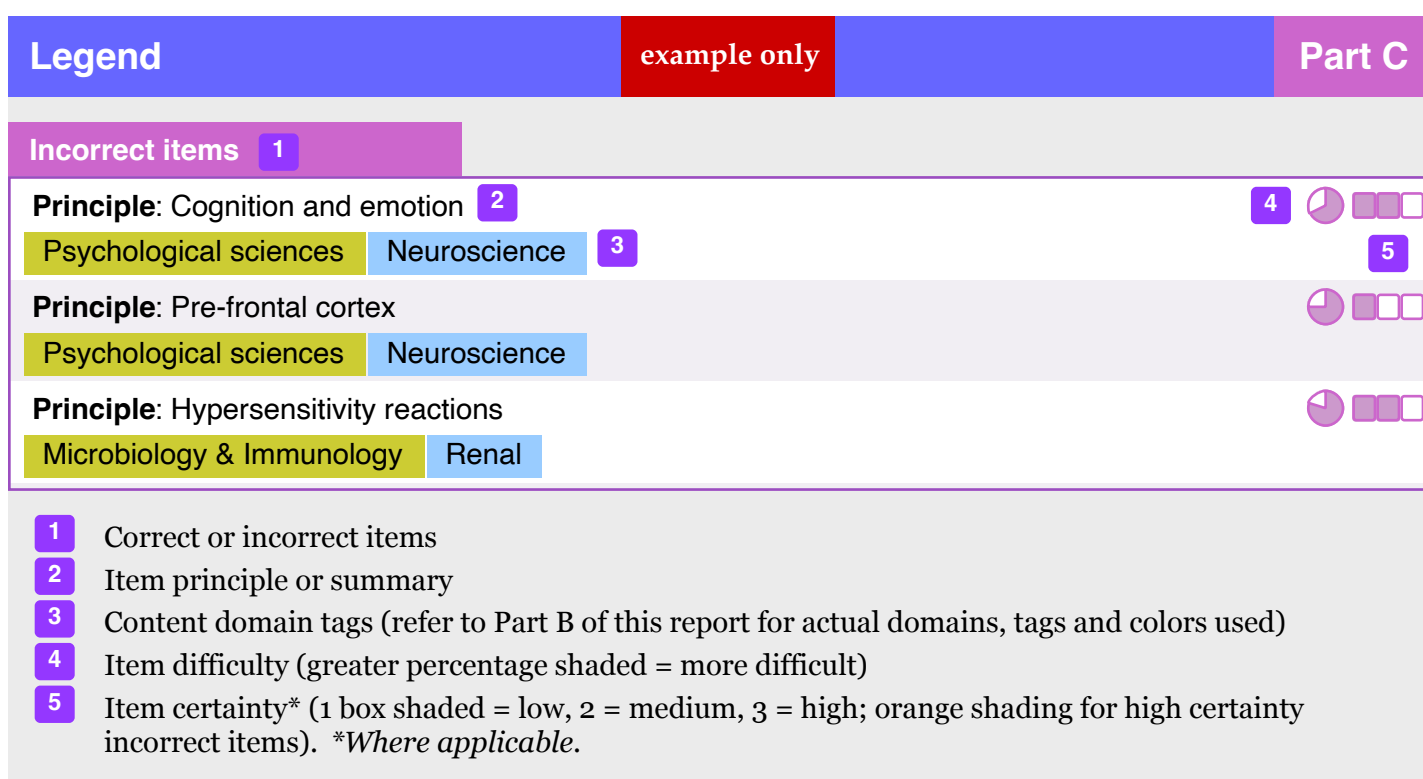 Legend example only Part C
Incorrect items 1
Principle: Cognition and emotion 2 4
Psychological sciences Neuroscience 3 5
Principle: Pre-frontal cortex
Psychological sciences Neuroscience
Principle: Hypersensitivity reactions
Microbiology & Immunology Renal
1 Correct or incorrect items
2 Item principle or summary
3 Content domain tags (refer to Part B of this report for actual domains, tags and colors used)
4 Item difficulty (greater percentage shaded = more difficult)
5 Item certainty* (1 box shaded = low, 2 = medium, 3 = high; orange shading for high certainty
incorrect items). *Where applicable.